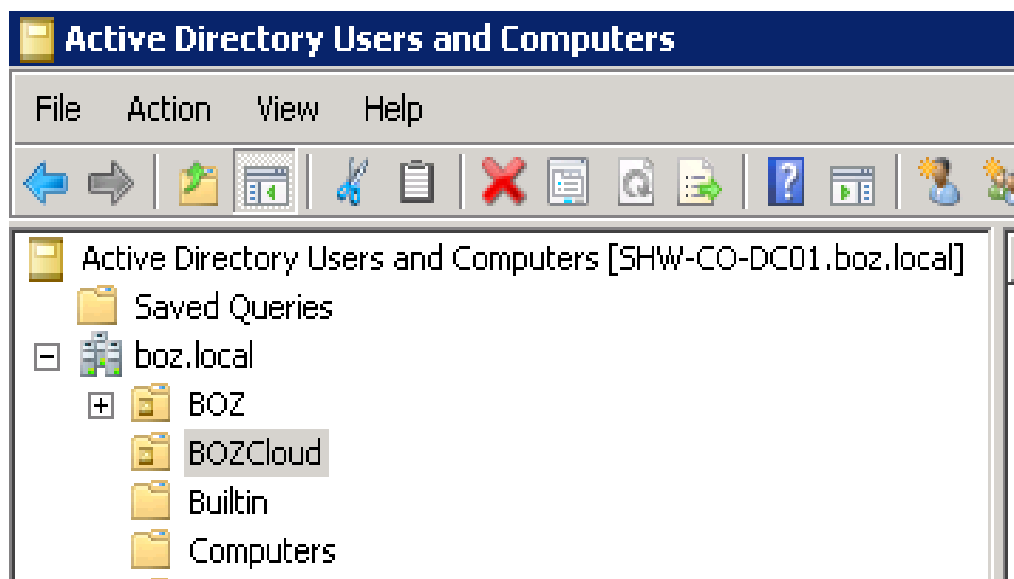 Active Directory Users and Computers
File Action View Help
Active Directory Users and Computers [SHW-CO-DC01.boz.local]
Saved Queries
boz.local
BOZ
BOZCloud
Builtin
Computers